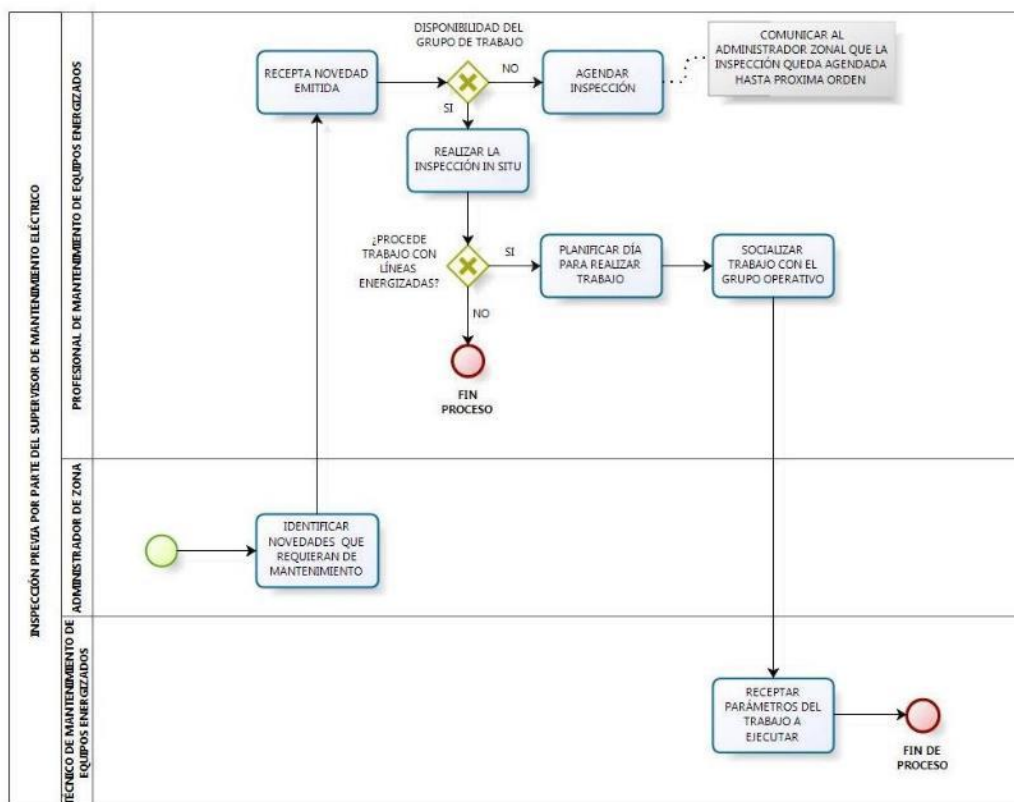 INSPECCIÓN PREVIA POR PARTE DEL SUPERVISOR DE MANTENIMIENTO ELÉCTRICO
PROFESIONAL DE MANTENIMIENTO DE EQUIPOS ENERGIZADOS
RECEPTA NOVEDAD
EMITIDA
DISPONIBILIDAD DEL
GRUPO DE TRABAJO
NO
SI
AGENDAR
INSPECCIÓN
COMUNICAR AL
ADMINISTRADOR ZONAL QUE LA
INSPECCIÓN QUEDA AGENDADA
HASTA PROXIMA ORDEN
REALIZAR LA
INSPECCIÓN IN SITU
¿PROCEDE
TRABAJO CON
LÍNEAS
ENERGIZADAS?
SI
NO
PLANIFICAR DÍA
PARA REALIZAR
TRABAJO
SOCIALIZAR
TRABAJO CON EL
GRUPO OPERATIVO
FIN
PROCESO
ADMINISTRADOR DE ZONA
IDENTIFICAR
NOVEDADES QUE
REQUIERAN DE
MANTENIMIENTO
TÉCNICO DE MANTENIMIENTO DE
EQUIPOS ENERGIZADOS
RECEPTAR
PARÁMETROS DEL
TRABAJO A
EJECUTAR
FIN DE
PROCESO